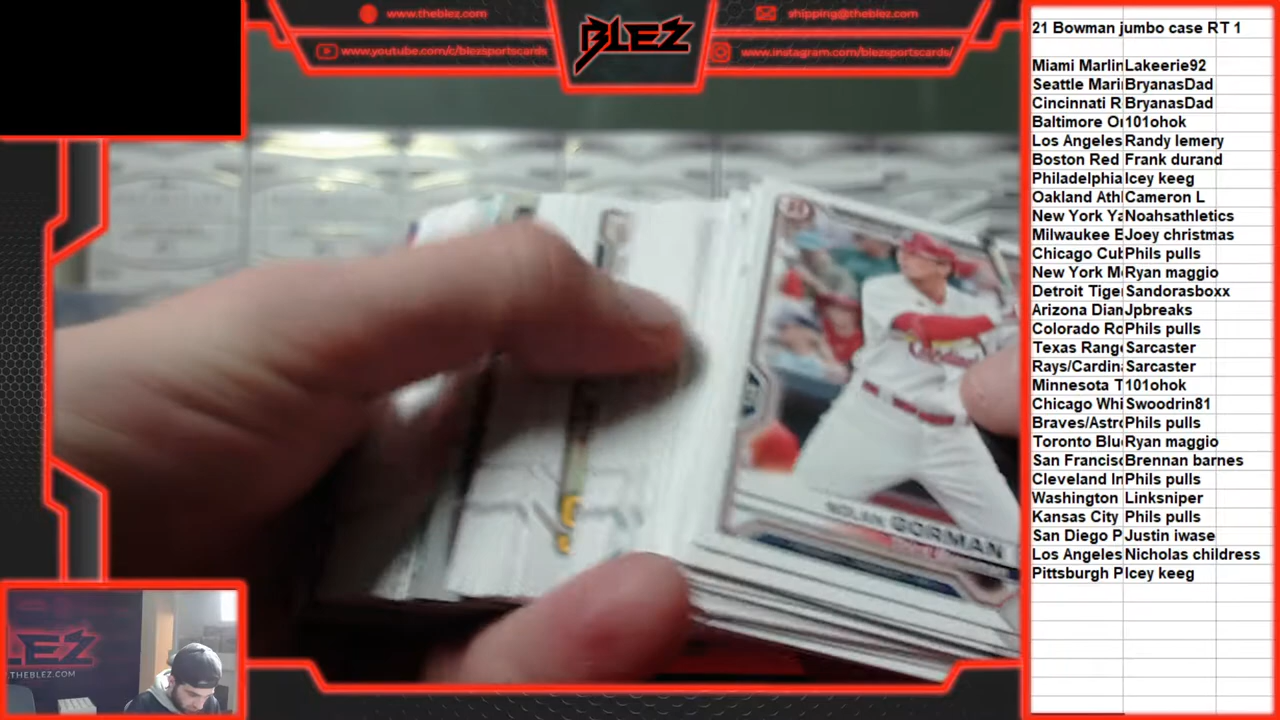 www.theblez.com
www.youtube.com/c/blezsportscards
BLEZ
shipping@theblez.com
www.instagram.com/blezsportscards/
21 Bowman jumbo case RT 1
Miami Marlin Lakeerie92
Seattle Mari BryanasDad
Cincinnati R BryanasDad
Baltimore O 101ohok
Los Angeles Randy lemery
Boston Red Frank durand
Philadelphia Icey keeg
Oakland Ath Cameron L
New York Ya Noahsathletics
Milwaukee B Joey christmas
Chicago Cub Phils pulls
New York M Ryan maggio
Detroit Tige Sandorasboxx
Arizona Dian Jpbreaks
Colorado Ro Phils pulls
Texas Rang Sarcaster
Rays/Cardin Sarcaster
Minnesota T 101ohok
Chicago Whi Swoodrin81
Braves/Astr Phils pulls
Toronto Blu Ryan maggio
San Francis Brennan barnes
Cleveland In Phils pulls
Washington Linksniper
Kansas City Phils pulls
San Diego P Justin iwase
Los Angeles Nicholas childress
Pittsburgh P Icey keeg
Cardinals
NOLAN GORMAN
LEZ
.THEBLEZ.COM